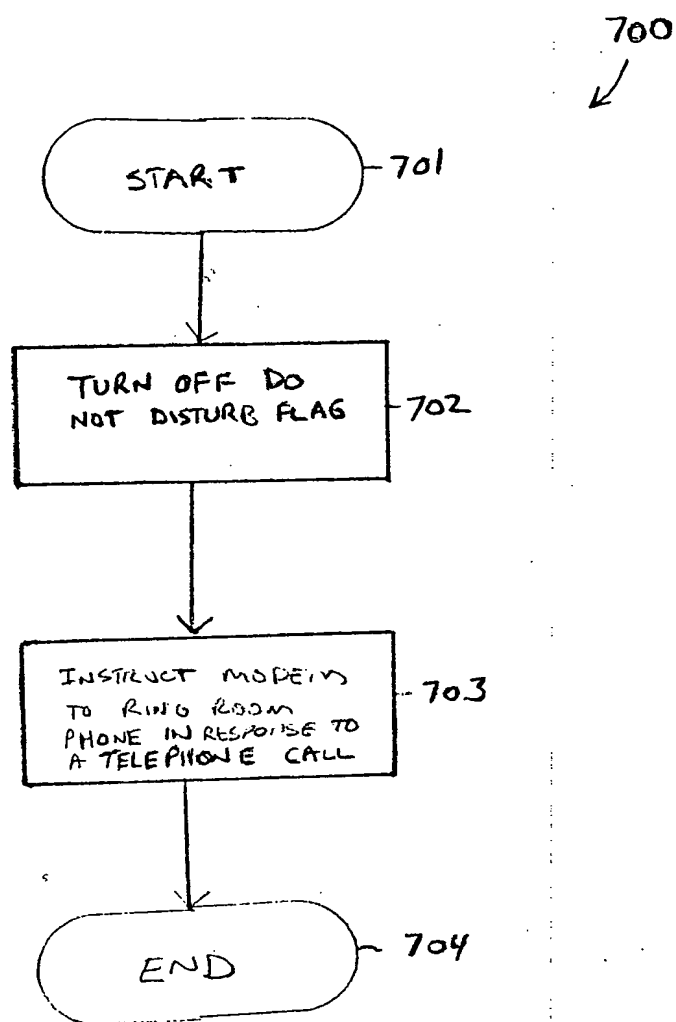 700
START
701
TURN OFF DO
NOT DISTURB FLAG
702
INSTRUCT MODEM
TO RING ROOM
PHONE IN RESPONSE TO
A TELEPHONE CALL
703
END
704